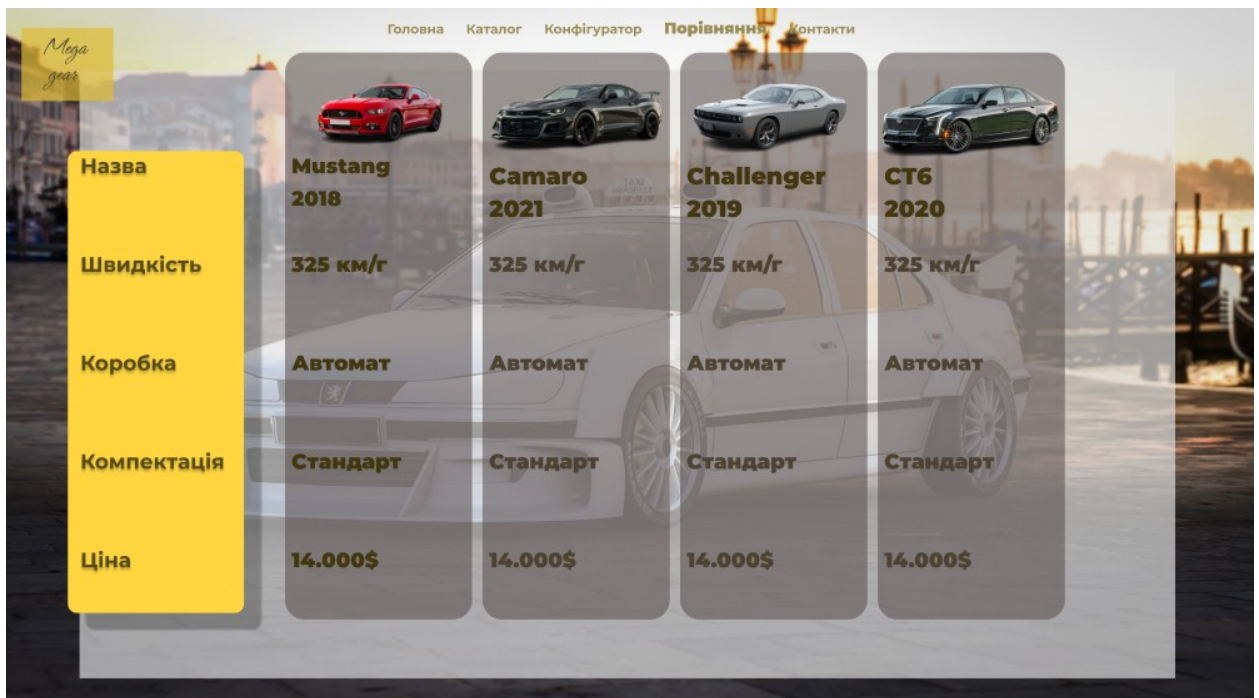 Mega
gear
Головна Каталог Конфігуратор Порівняння Контакти
Назва
Mustang
2018
Camaro
2021
Challenger
2019
CT6
2020
Швидкість 325 км/г 325 км/г 325 км/г 325 км/г
Коробка Автомат Автомат Автомат Автомат
Компектація Стандарт Стандарт Стандарт Стандарт
Ціна 14.000$ 14.000$ 14.000$ 14.000$
TAXI